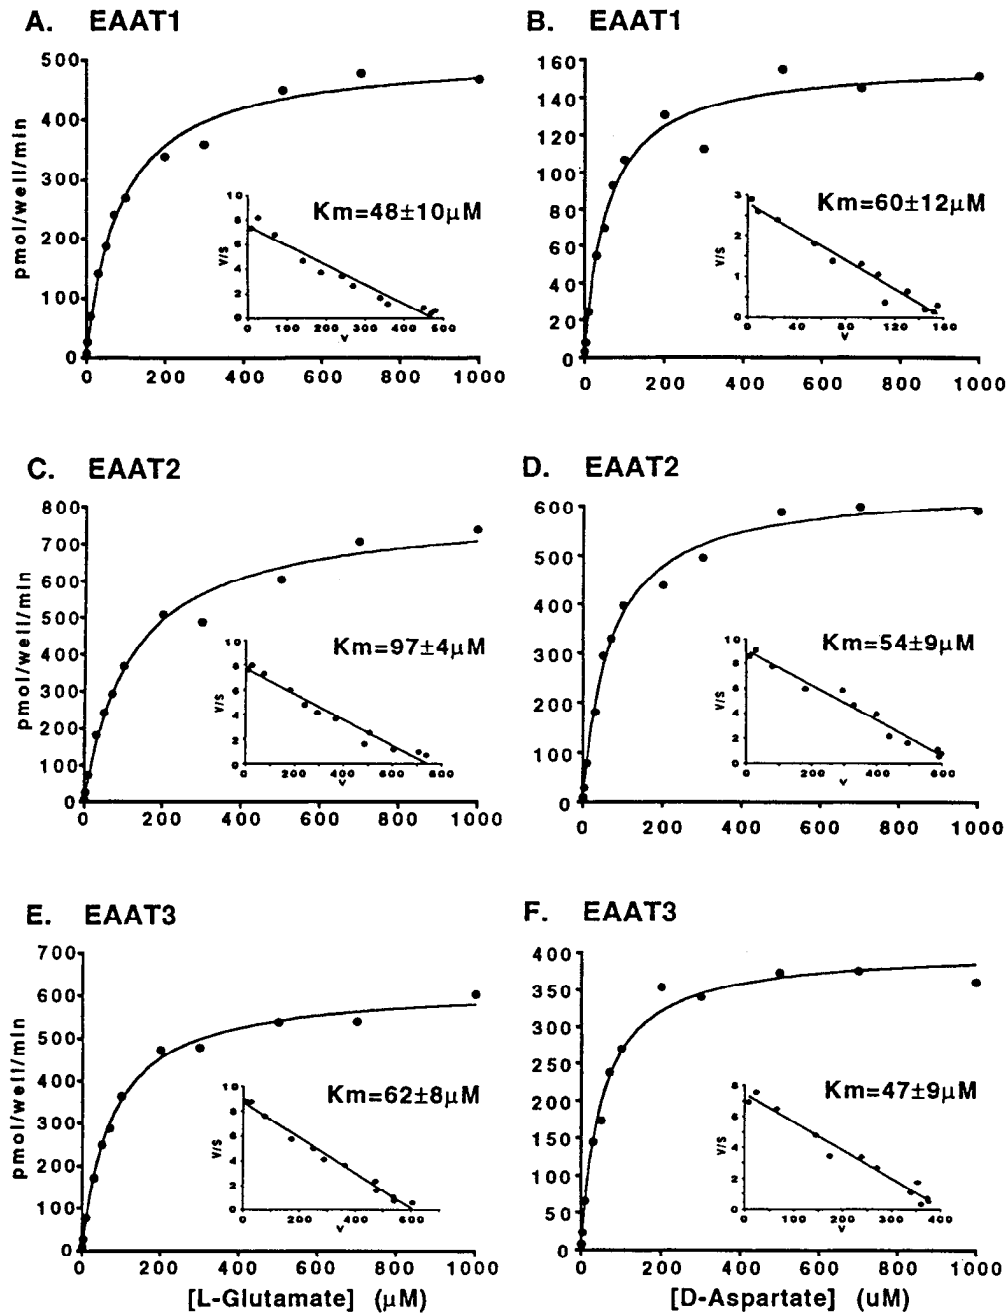 A. EAAT1
B. EAAT1
500
400
300
200
100
0
pmol/well/min
0 200 400 600 800 1000
Km=48±10µM
10
8
6
4
2
0
V/S
0 100 200 300 400 500
V
160
140
120
100
80
60
40
20
0
0 200 400 600 800 1000
Km=60±12µM
3
2
1
0
V/S
0 40 80 120 160
V
C. EAAT2
D. EAAT2
800
700
600
500
400
300
200
100
0
pmol/well/min
0 200 400 600 800 1000
Km=97±4µM
10
8
6
4
2
0
V/S
0 200 400 600 800
V
600
500
400
300
200
100
0
0 200 400 600 800 1000
Km=54±9µM
10
8
6
4
2
0
V/S
0 200 400 600
V
E. EAAT3
F. EAAT3
700
600
500
400
300
200
100
0
pmol/well/min
0 200 400 600 800 1000
[L-Glutamate] (µM)
Km=62±8µM
10
8
6
4
2
0
V/S
0 200 400 600
V
400
350
300
250
200
150
100
50
0
0 200 400 600 800 1000
[D-Aspartate] (uM)
Km=47±9µM
8
6
4
2
0
V/S
0 100 200 300 400
V